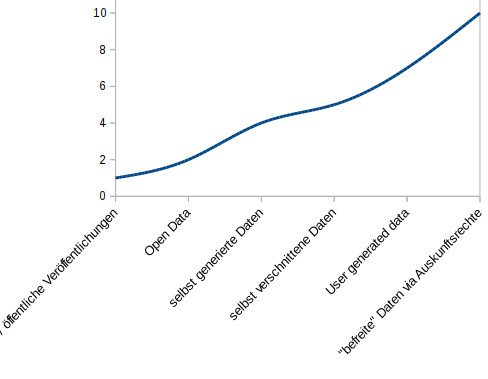 10
8
6
4
2
0
/ öffentliche Veröffentlichungen
Open Data
selbst generierte Daten
selbst verschnittene Daten
User generated data
"befreite" Daten via Auskunftsrechte